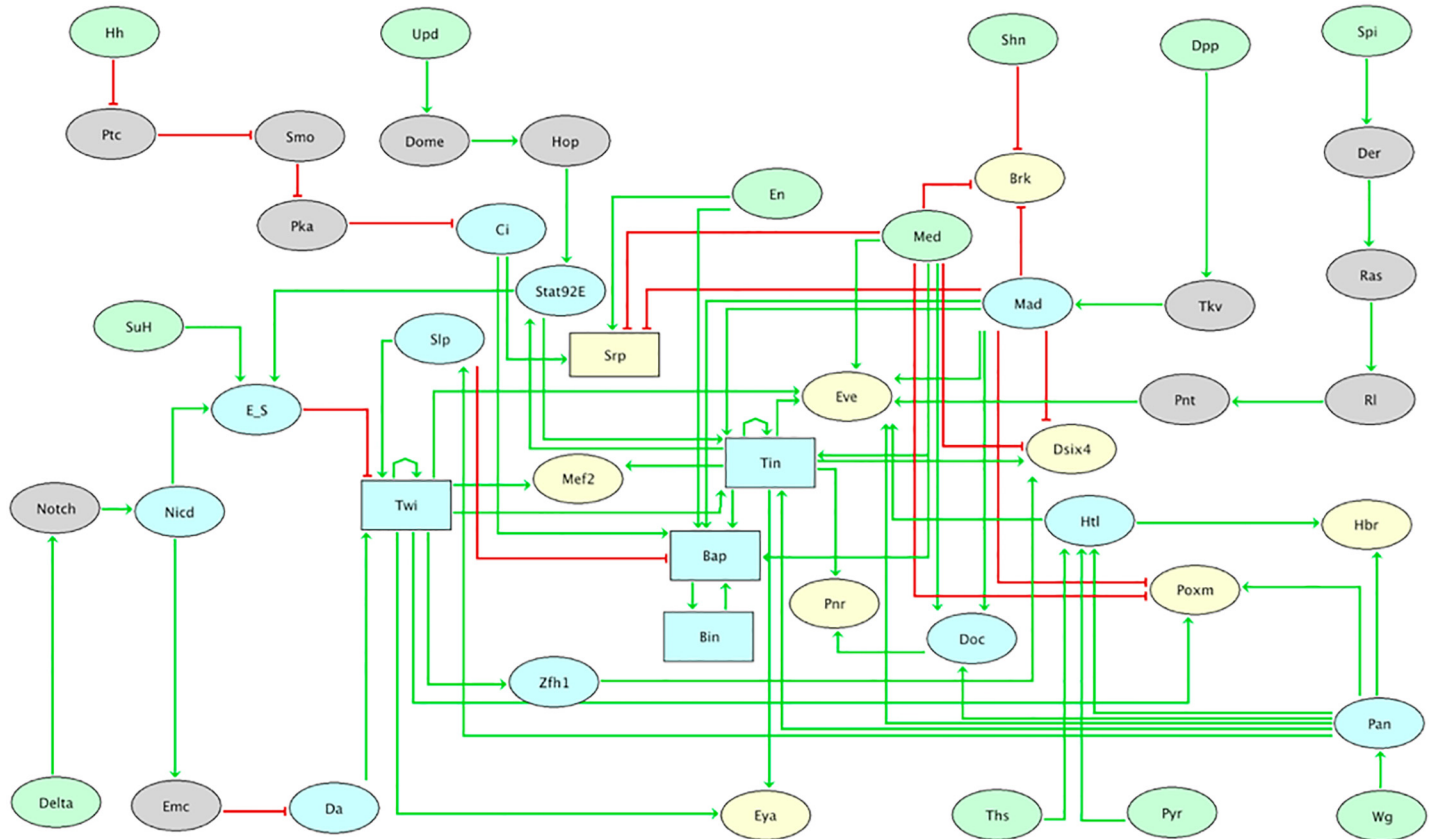 Hh
Upd
Shn
Dpp
Spi
Ptc
Smo
Dome
Hop
Der
Brk
En
Pka
Ci
Med
Ras
Stat92E
Mad
Tkv
SuH
Slp
Srp
Eve
Pnt
Rl
E_S
Dsix4
Tin
Mef2
Twi
Notch
Nicd
Htl
Hbr
Bap
Poxm
Pnr
Bin
Doc
Zfh1
Pan
Delta
Emc
Da
Eya
Ths
Pyr
Wg